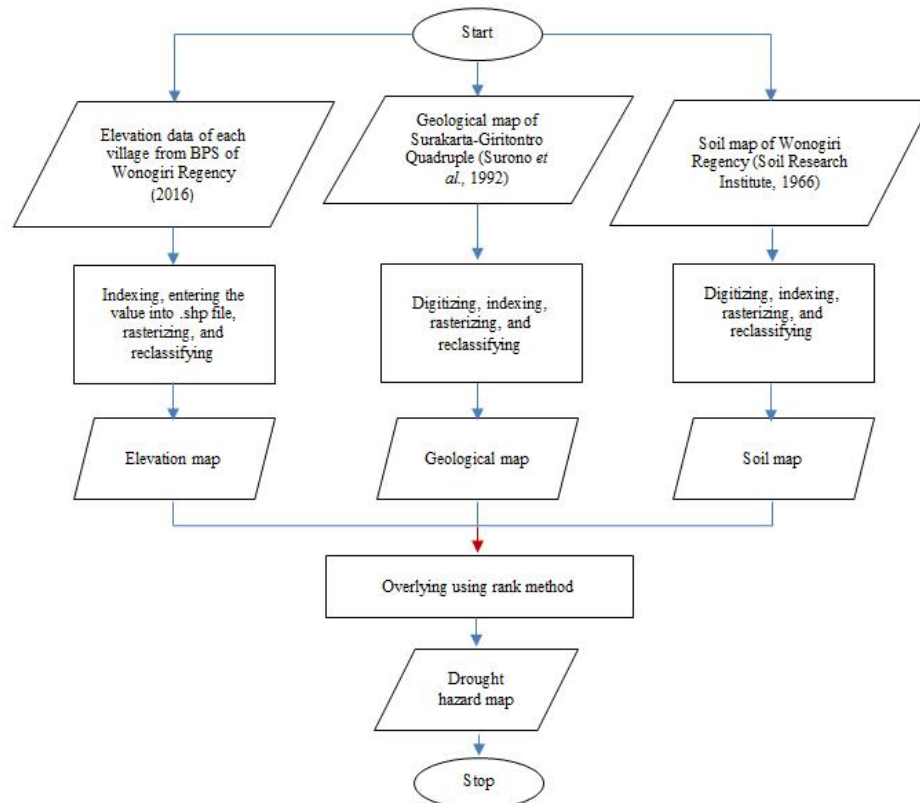 Start
Elevation data of each
village from BPS of
Wonogiri Regency
(2016)
Geological map of
Surakarta-Giritontro
Quadruple (Surono et
al., 1992)
Soil map of Wonogiri
Regency (Soil Research
Institute, 1966)
Indexing, entering the
value into .shp file,
rasterizing, and
reclassifying
Digitizing, indexing,
rasterizing, and
reclassifying
Digitizing, indexing,
rasterizing, and
reclassifying
Elevation map
Geological map
Soil map
Overlying using rank method
Drought
hazard map
Stop